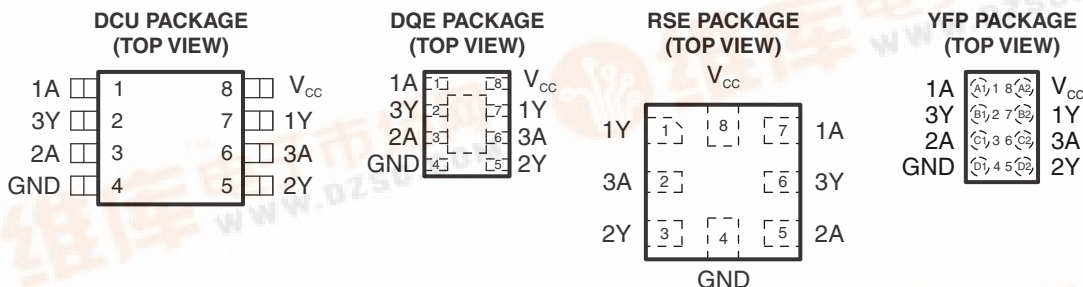 DCU PACKAGE
(TOP VIEW)
1A 1 8 Vcc
3Y 2 7 1Y
2A 3 6 3A
GND 4 5 2Y
DQE PACKAGE
(TOP VIEW)
1A 1 8 Vcc
3Y 2 7 1Y
2A 3 6 3A
GND 4 5 2Y
RSE PACKAGE
(TOP VIEW)
Vcc
1Y 1 8 7 1A
3A 2 6 3Y
2Y 3 4 5 2A
GND
YFP PACKAGE
(TOP VIEW)
1A A1 1 8 A2 Vcc
3Y B1 2 7 B2 1Y
2A C1 3 6 C2 3A
GND D1 4 5 D2 2Y
维库